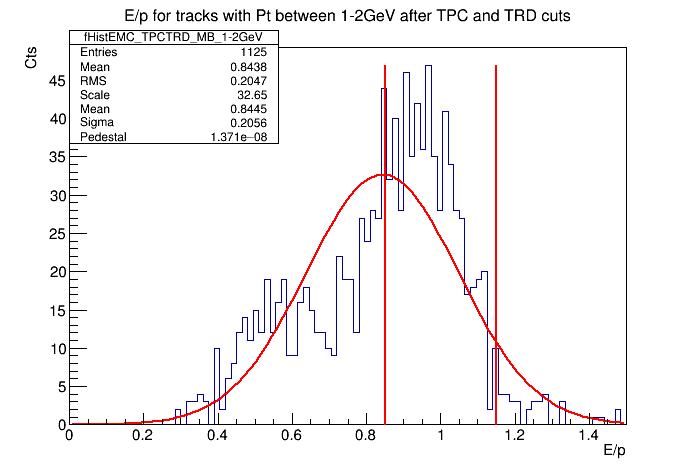 E/p for tracks with Pt between 1-2GeV after TPC and TRD cuts
Cts
fHistEMC_TPCTRD_MB_1-2GeV
Entries 1125
Mean 0.8438
RMS 0.2047
Scale 32.65
Mean 0.8445
Sigma 0.2056
Pedestal 1.371e−08
45
40
35
30
25
20
15
10
5
0
0 0.2 0.4 0.6 0.8 1 1.2 1.4
E/p